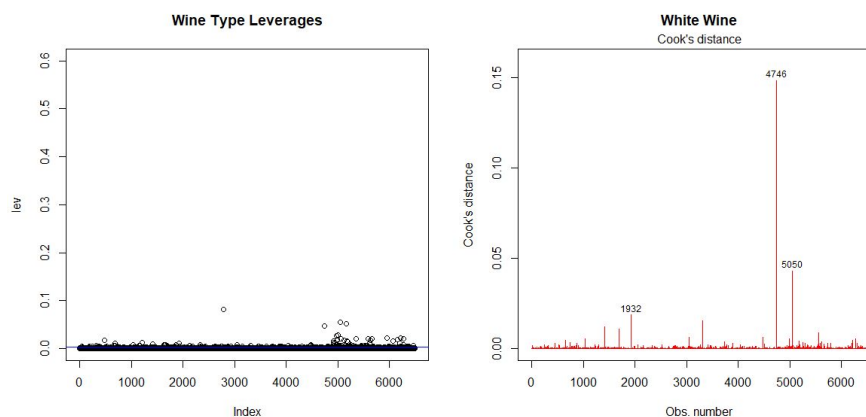 Wine Type Leverages
0.6
0.5
0.4
0.3
0.2
0.1
0.0
lev
0 1000 2000 3000 4000 5000 6000
Index
White Wine
Cook's distance
0.15
0.10
0.05
0.00
Cook's distance
4746
5050
1932
0 1000 2000 3000 4000 5000 6000
Obs. number